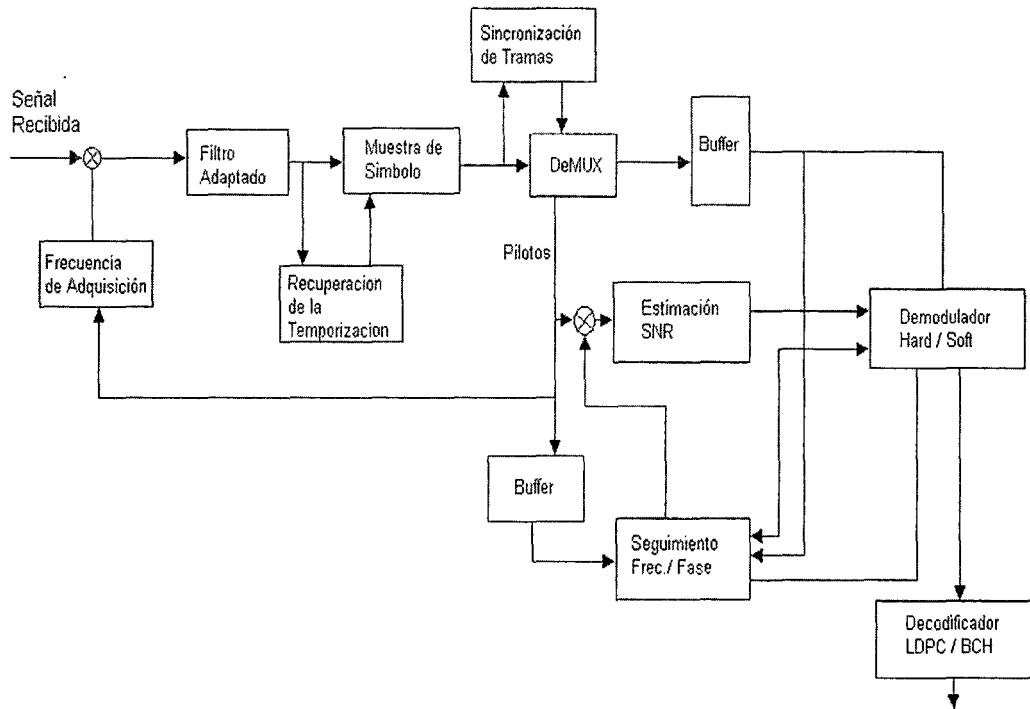 Sincronización
de Tramas
Señal
Recibida
Filtro
Adaptado
Muestra de
Simbolo
DeMUX
Buffer
Frecuencia
de Adquisición
Recuperacion
de la
Temporizacion
Pilotos
Estimación
SNR
Demodulador
Hard / Soft
Buffer
Seguimiento
Frec./ Fase
Decodificador
LDPC / BCH